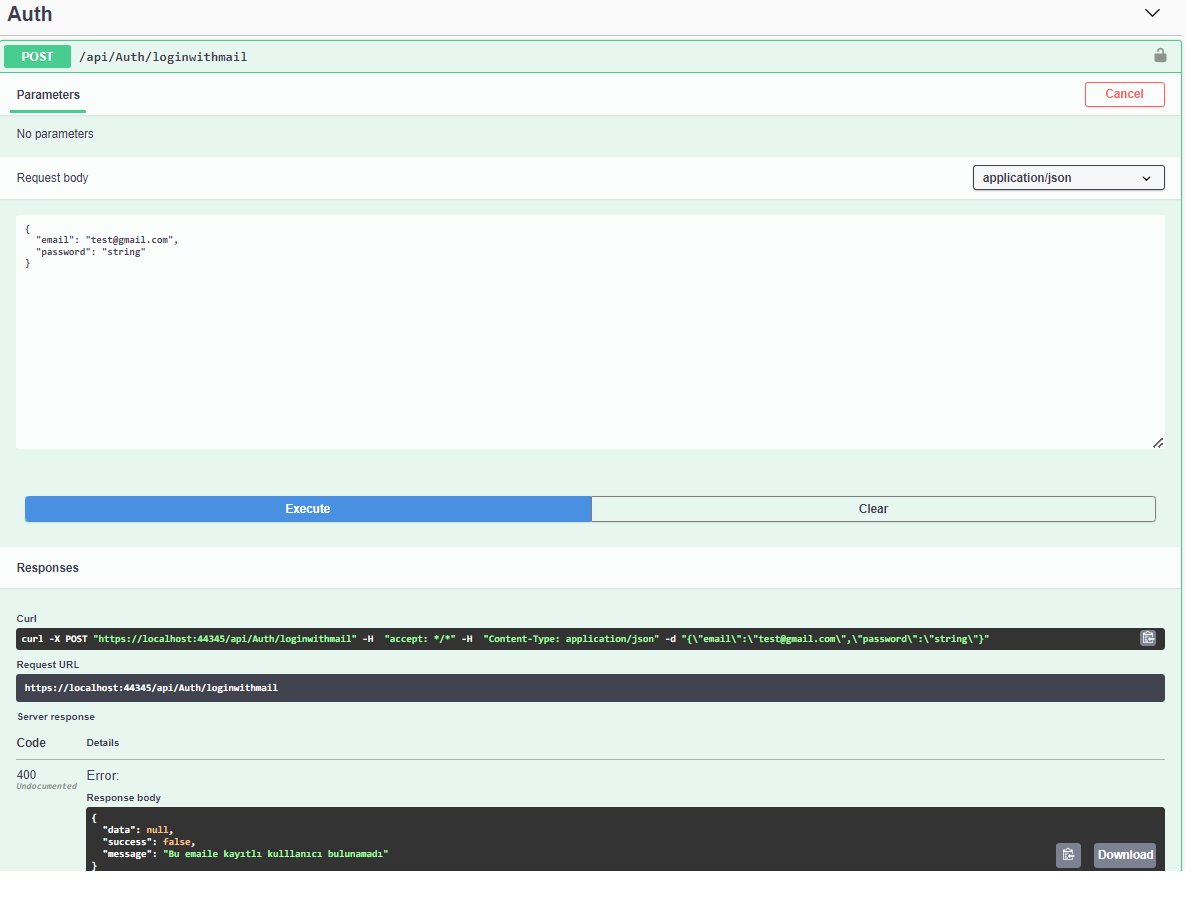 Auth
POST /api/Auth/loginwithmail
Parameters Cancel
No parameters
Request body application/json
{
"email": "test@gmail.com",
"password": "string"
}
Execute Clear
Responses
Curl
curl -X POST "https://localhost:44345/api/Auth/loginwithmail" -H  "accept: */*" -H  "Content-Type: application/json" -d "{\"email\":\"test@gmail.com\",\"password\":\"string\"}"
Request URL
https://localhost:44345/api/Auth/loginwithmail
Server response
Code Details
400 Error:
Undocumented
Response body
{
"data": null,
"success": false,
"message": "Bu emaile kayıtlı kulllanıcı bulunamadı"
}
Download